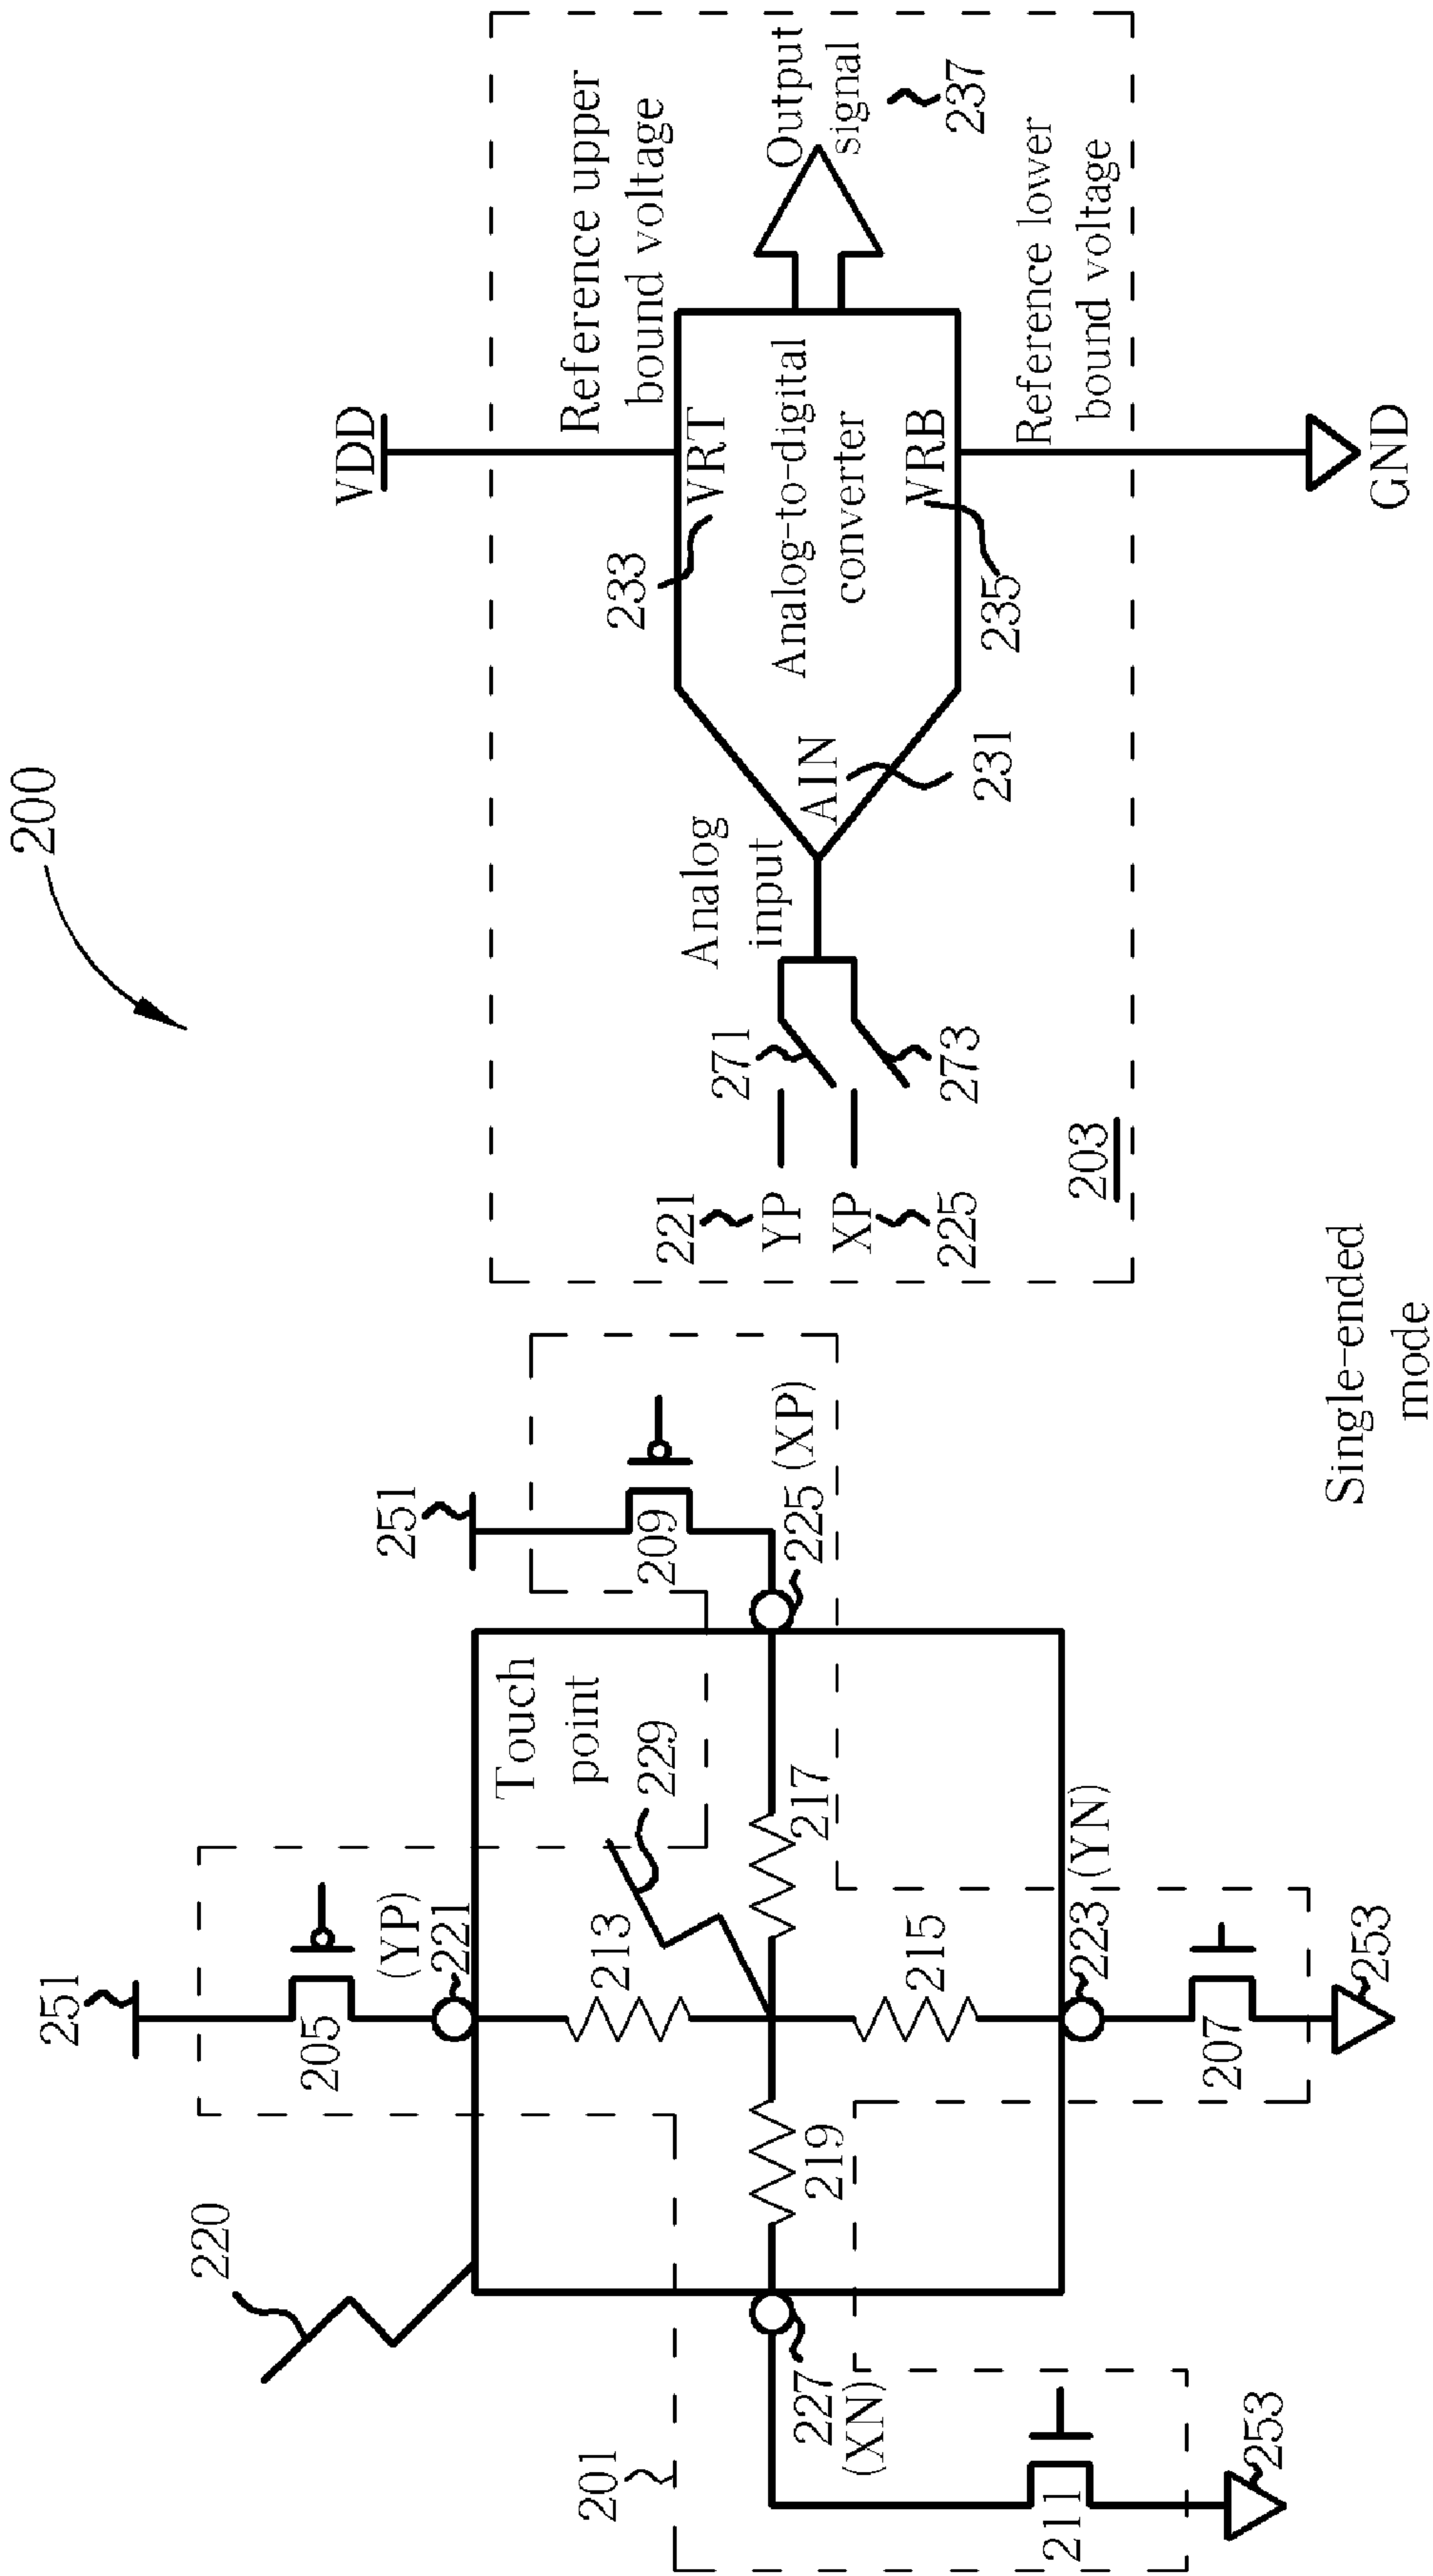 200
251
205
(YP)
221
220
Touch
point
229
213
217
215
219
251
209
225 (XP)
223 (YN)
207
253
227
(XN)
201
211
253
VDD
Reference upper
bound voltage
233
VRT
Analog-to-digital
converter
VRB
235
AIN
231
Analog
input
271
273
221
YP
XP
225
Output
signal
237
Reference lower
bound voltage
GND
203
Single-ended
mode